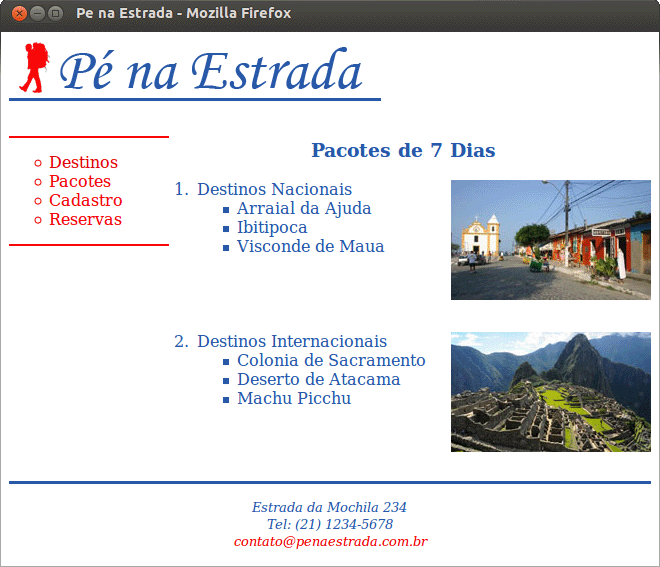 Pe na Estrada - Mozilla Firefox
Pé na Estrada
Destinos
Pacotes
Cadastro
Reservas
Pacotes de 7 Dias
1. Destinos Nacionais
Arraial da Ajuda
Ibitipoca
Visconde de Maua
2. Destinos Internacionais
Colonia de Sacramento
Deserto de Atacama
Machu Picchu
Estrada da Mochila 234
Tel: (21) 1234-5678
contato@penaestrada.com.br